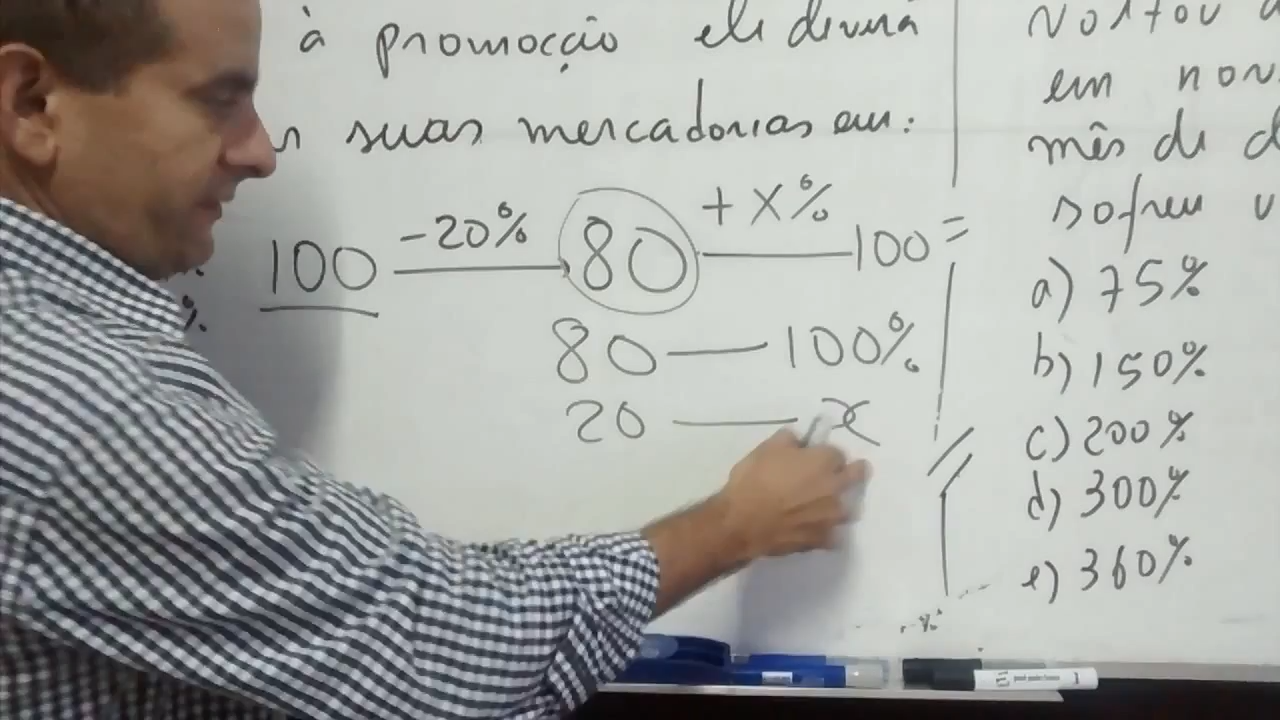 à promocção ele deverá
suas mercadorias em:
100 -20% 80 +X% 100 =
80 — 100%
20 — x
voltou
em nov
mês de d
sofreu
a) 75%
b) 150%
c) 200%
d) 300%
e) 360%